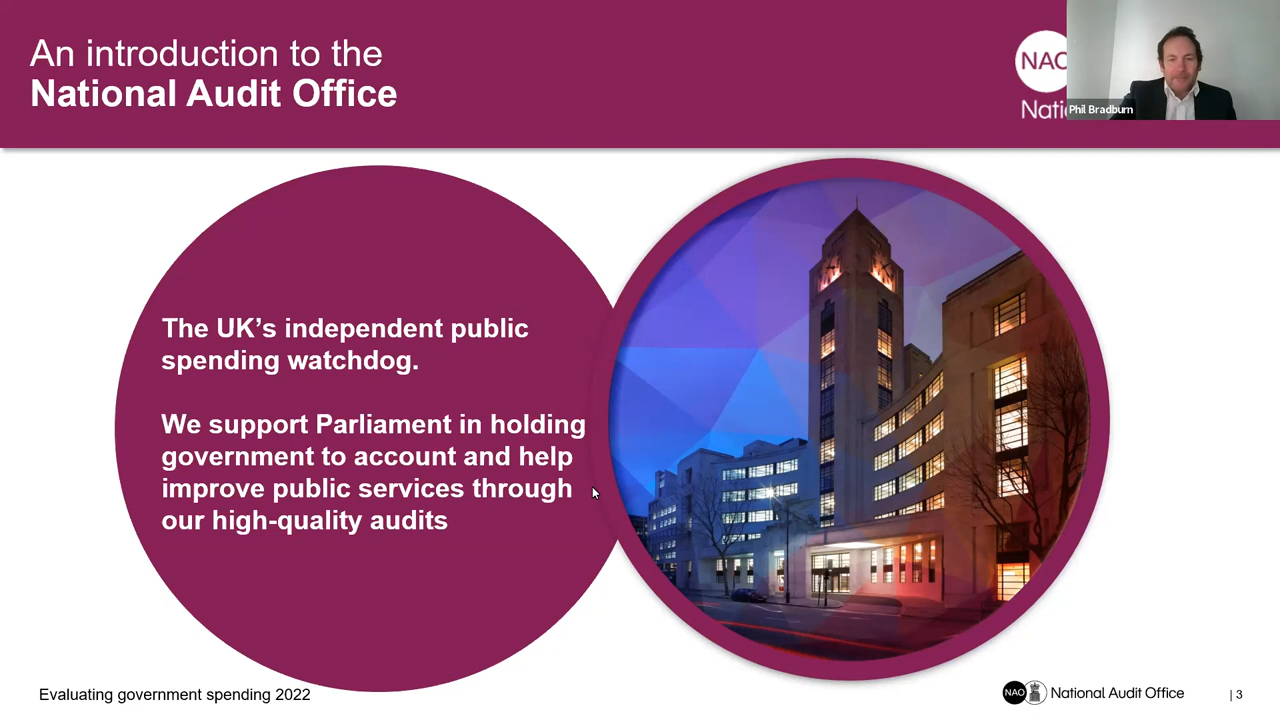 An introduction to the
National Audit Office
NAO
Nati
Phil Bradburn
The UK’s independent public
spending watchdog.
We support Parliament in holding
government to account and help
improve public services through
our high-quality audits
Evaluating government spending 2022
NAO
National Audit Office
| 3